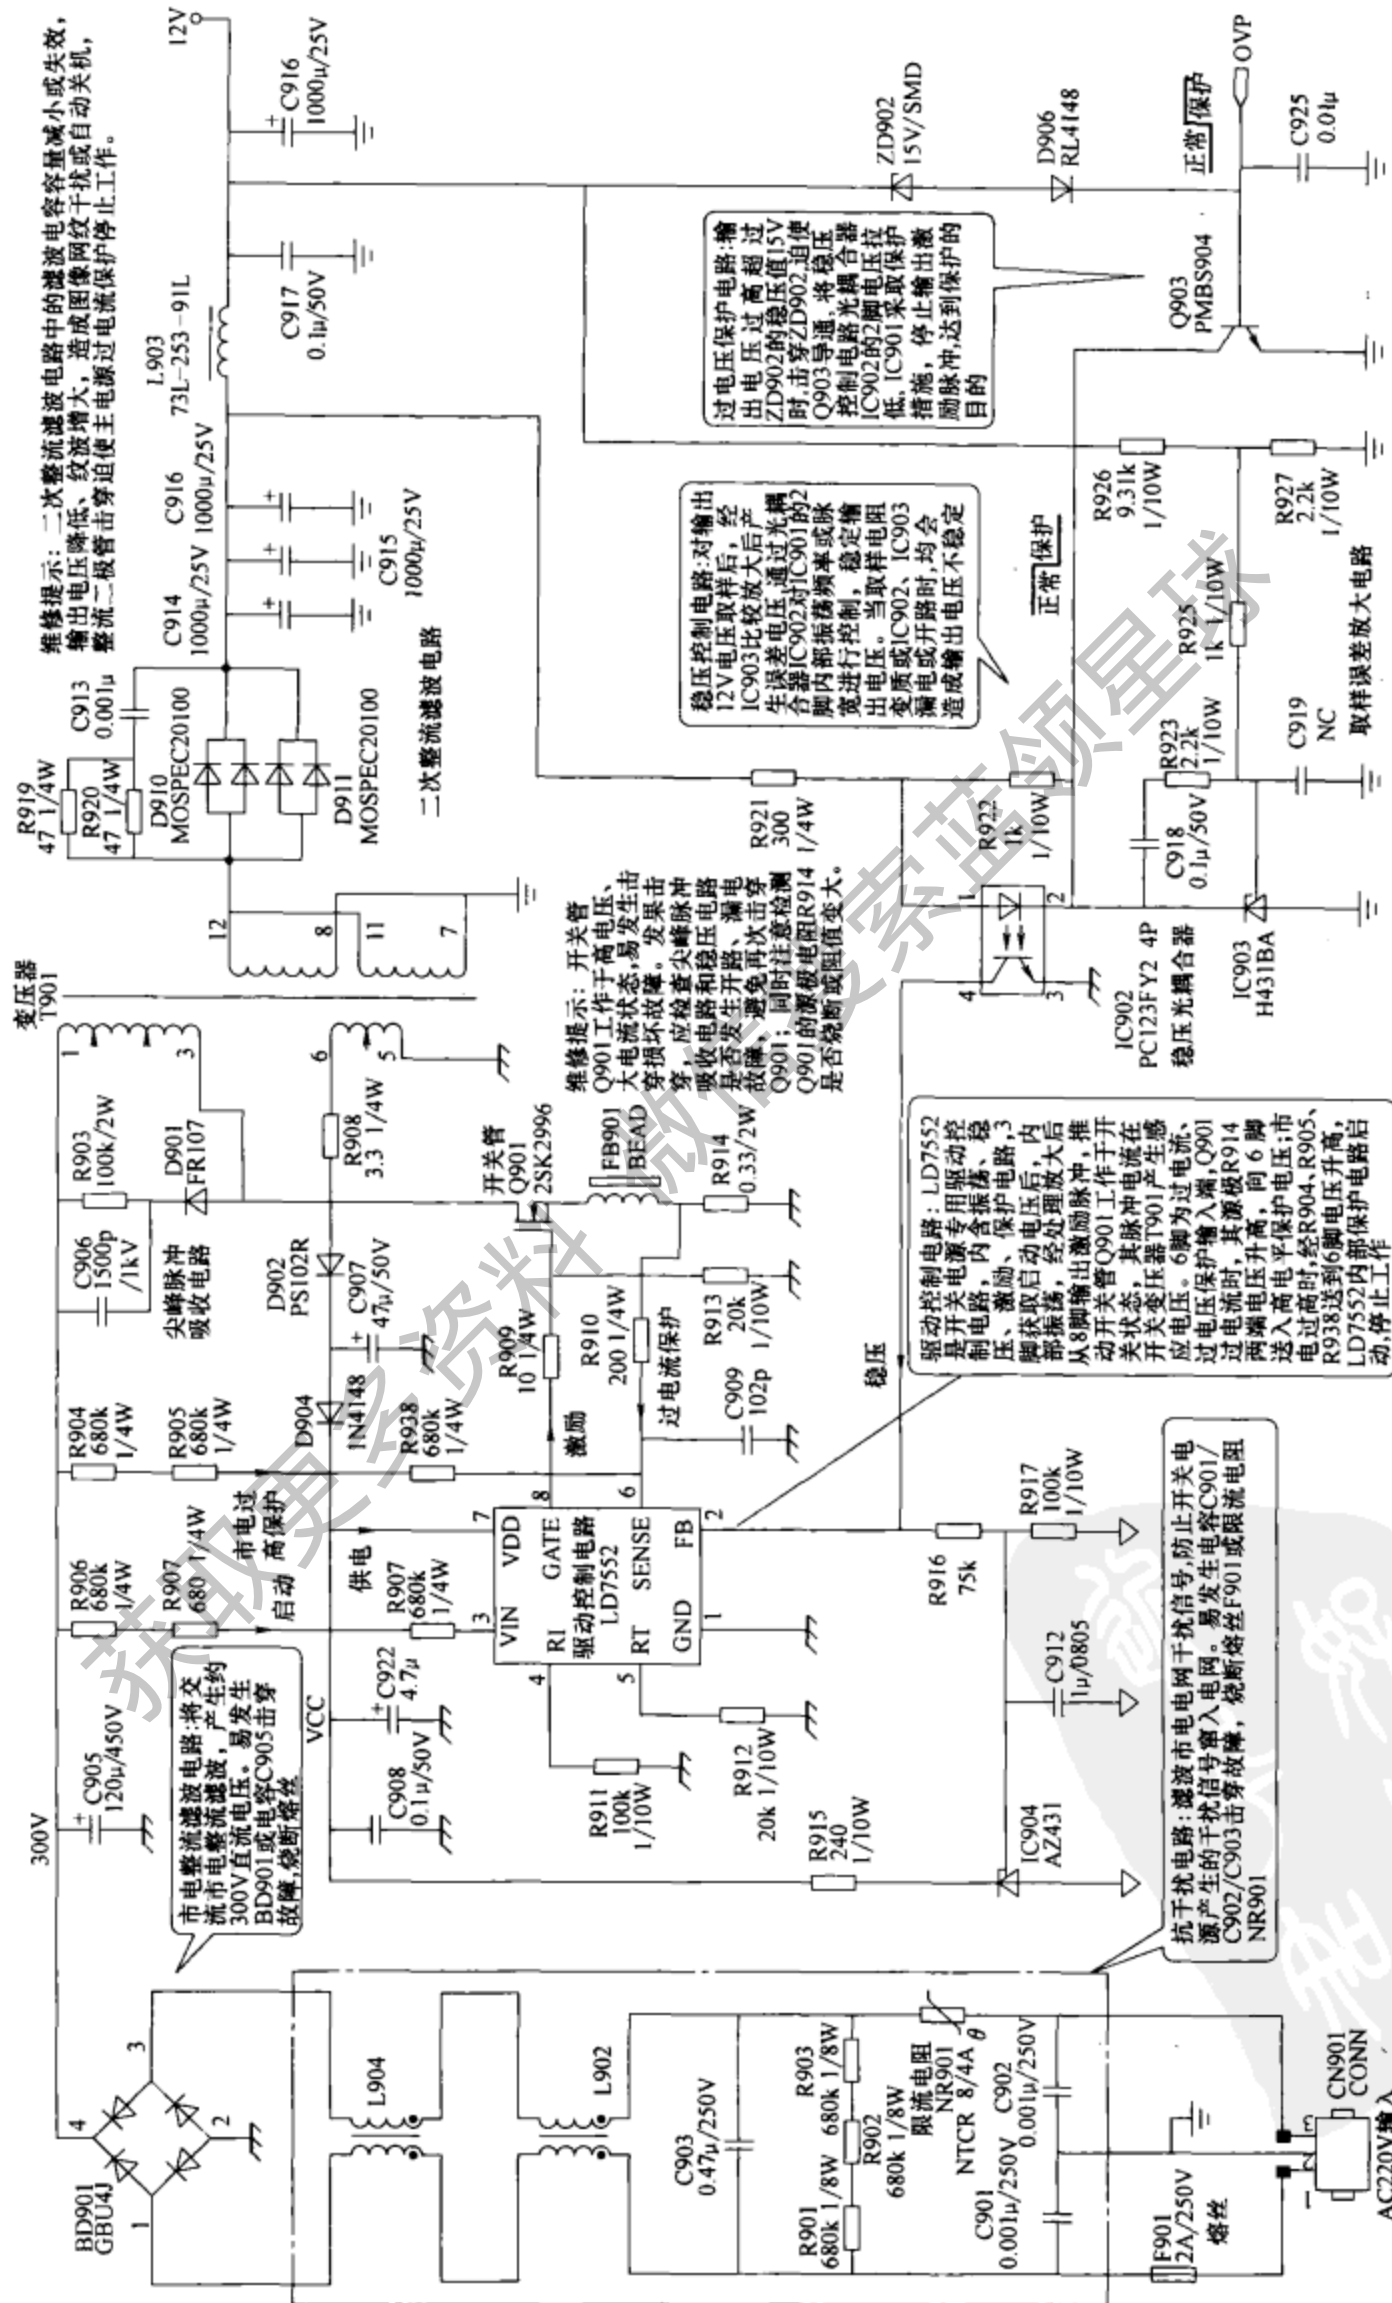 维修提示：二次整流滤波电路中的滤波电容容量减小或失效，
输出电压降低、纹波增大，造成图像网纹干扰或自动关机，
整流二极管击穿迫使主电源过电流保护停止工作。
R919
47 1/4W
R920
47 1/4W
D910
MOSPEC20100
D911
MOSPEC20100
C913
0.001μ
C914
1000μ/25V
C916
1000μ/25V
C915
1000μ/25V
二次整流滤波电路
L903
73L-253-91L
C917
0.1μ/50V
C916
1000μ/25V
12V
变压器
T901
1
3
6
5
12
8
11
7
300V
C905
120μ/450V
R906
680k
1/4W
R907
680 1/4W
启动
R904
680k
1/4W
R905
680k
1/4W
市电过
高保护
C906
1500p
/1kV
R903
100k/2W
D901
FR107
尖峰脉冲
吸收电路
D902
PS102R
R908
3.3 1/4W
C907
47μ/50V
D904
1N4148
R938
680k
1/4W
供电
R907
680k
1/4W
VCC
C922
4.7μ
C908
0.1μ/50V
市电整流滤波电路:将交
流市电整流滤波，产生约
300V直流电压。易发生
BD901或电容C905击穿
故障,烧断熔丝
BD901
GBU4J
1
2
3
4
L904
L902
C903
0.47μ/250V
R901
680k 1/8W
R902
680k 1/8W
R903
680k 1/8W
限流电阻
NR901
NTCR 8/4A
θ
C901
0.001μ/250V
C902
0.001μ/250V
F901
2A/250V
熔丝
1
2
3
CN901
CONN
AC220V输入
开关管
Q901
2SK2996
FB901
BEAD
R914
0.33/2W
R909
10 1/4W
激励
R910
200 1/4W
过电流保护
R913
20k
1/10W
C909
102p
3
7
8
6
2
1
5
4
VIN
VDD
GATE
SENSE
FB
GND
RT
RI
驱动控制电路
LD7552
R911
100k
1/10W
R912
20k 1/10W
R915
240
1/10W
IC904
AZ431
C912
1μ/0805
R916
75k
R917
100k
1/10W
稳压
维修提示：开关管
Q901工作于高电压、
大电流状态,易发生击
穿损坏故障。发果击
穿，应检查尖峰脉冲
吸收电路和稳压电路
是否发生开路、漏电
故障，避免再次击穿
Q901；同时注意检测
Q901的源极电阻R914
是否烧断或阻值变大。
驱动控制电路：LD7552
是开关电源专用驱动控
制电路，内含振荡、稳
压、激励、保护电路,3
脚获取启动电压后，内
部振荡，经处理放大后
从8脚输出激励脉冲，推
动开关管Q901工作于开
关状态，其脉冲电流在
开关变压器T901产生感
应电压。6脚为过电流、
过电压保护输入端,Q901
过电流时，其源极R914
两端电压升高，向6脚
送入高电平保护电压;市
电过高时,经R904、R905、
R938送到6脚电压升高，
LD7552内部保护电路启
动,停止工作
抗干扰电路：滤波市电电网干扰信号,防止开关电
源产生的干扰信号窜入电网。易发生电容C901/
C902/C903击穿故障，烧断熔丝F901或限流电阻
NR901
稳压控制电路:对输出
12V电压取样后，经
IC903比较放大后产
生误差电压,通过光耦
合器IC902对IC901的2
脚内部振荡频率或脉
宽进行控制，稳定输
出电压。当取样电阻
变质或IC902、IC903
漏电或开路时,均会
造成输出电压不稳定
过电压保护电路:输
出电压过高超过
ZD902的稳压值15V
时,击穿ZD902,迫使
Q903导通，将稳压
控制电路光耦合器
IC902的2脚电压拉
低，IC901采取保护
措施，停止输出激
励脉冲,达到保护的
目的
R921
300
1/4W
R922
1k
1/10W
1
2
3
4
IC902
PC123FY2 4P
稳压光耦合器
C918
0.1μ/50V
R923
2.2k
1/10W
IC903
H431BA
C919
NC
R925
1k 1/10W
R926
9.31k
1/10W
R927
2.2k
1/10W
取样误差放大电路
正常
保护
ZD902
15V/SMD
D906
RL4148
Q903
PMBS904
正常
保护
OVP
C925
0.01μ
获取更多资料 微信搜索蓝领星球